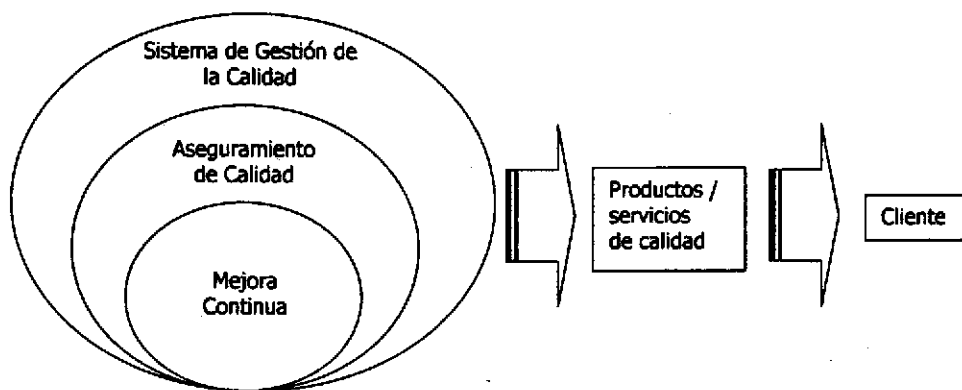 Sistema de Gestión de
la Calidad
Aseguramiento
de Calidad
Mejora
Continua
Productos /
servicios
de calidad
Cliente